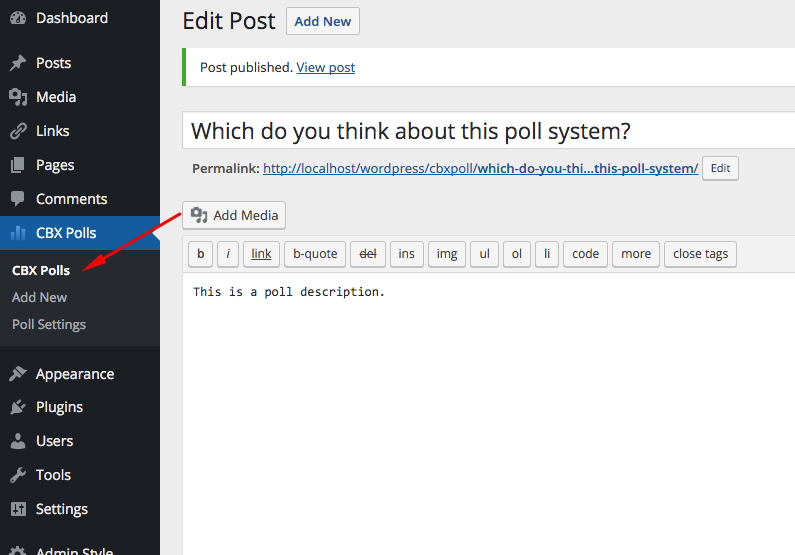 Dashboard
Posts
Media
Links
Pages
Comments
CBX Polls
CBX Polls
Add New
Poll Settings
Appearance
Plugins
Users
Tools
Settings
Admin Style
Edit Post Add New
Post published. View post
Which do you think about this poll system?
Permalink: http://localhost/wordpress/cbxpoll/which-do-you-thi...this-poll-system/ Edit
Add Media
b i link b-quote del ins img ul ol li code more close tags
This is a poll description.